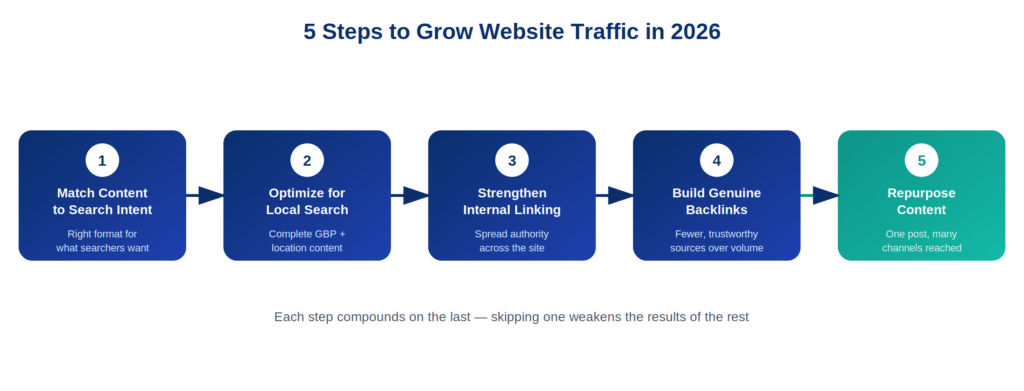 5 Steps to Grow Website Traffic in 2026
1
Match Content
to Search Intent
Right format for
what searchers want
2
Optimize for
Local Search
Complete GBP +
location content
3
Strengthen
Internal Linking
Spread authority
across the site
4
Build Genuine
Backlinks
Fewer, trustworthy
sources over volume
5
Repurpose
Content
One post, many
channels reached
Each step compounds on the last — skipping one weakens the results of the rest